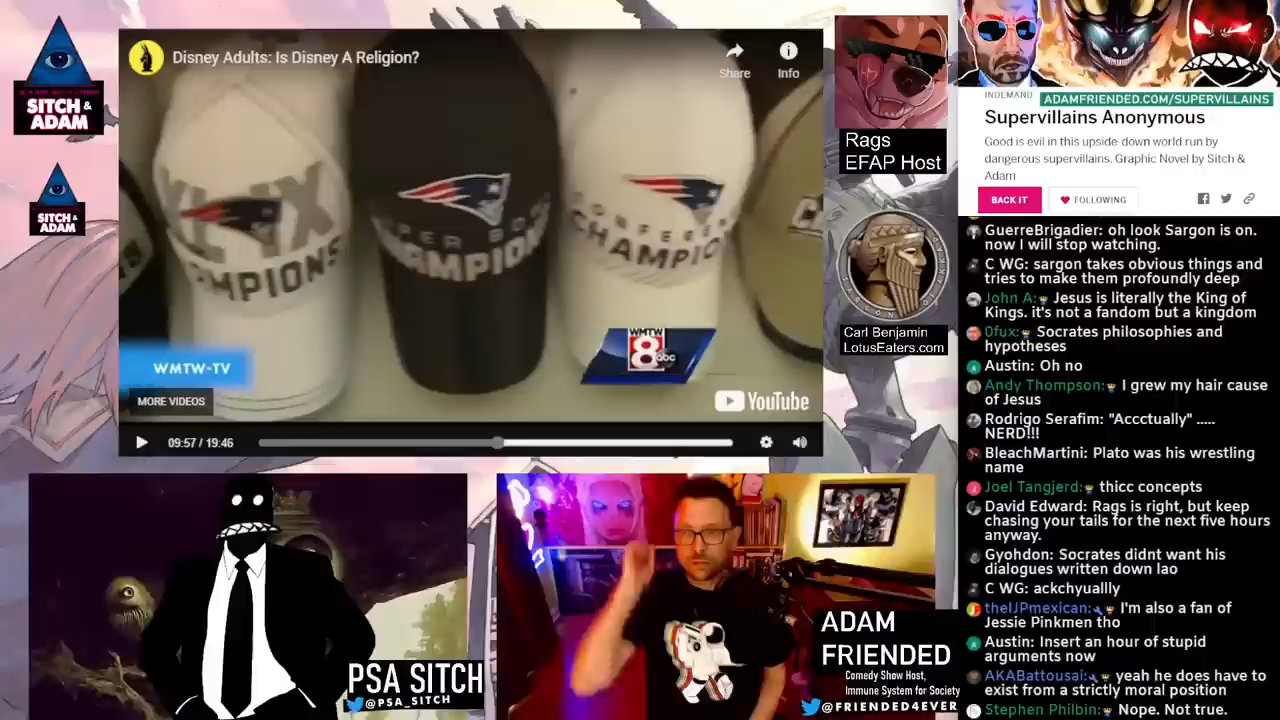 SITCH &
ADAM
SITCH &
ADAM
Disney Adults: Is Disney A Religion?
Share
Info
XLIX
CHAMPIONS
SUPER BOWL
CHAMPIONS
CONFERENCE
CHAMPIONS
WMTW-TV
WMTW
8
abc
MORE VIDEOS
YouTube
09:57 / 19:46
Rags
EFAP Host
Carl Benjamin
LotusEaters.com
PSA SITCH
@PSA_SITCH
ADAM
FRIENDED
Comedy Show Host,
Immune System for Society
@FRIENDED4EVER
INDEMAND
ADAMFRIENDED.COM/SUPERVILLAINS
Supervillains Anonymous
Good is evil in this upside-down world run by
dangerous supervillains. Graphic Novel by Sitch &
Adam
BACK IT
FOLLOWING
GuerreBrigadier: oh look Sargon is on.
now I will stop watching.
C WG: sargon takes obvious things and
tries to make them profoundly deep
John A: Jesus is literally the King of
Kings. it's not a fandom but a kingdom
0fux: Socrates philosophies and
hypotheses
Austin: Oh no
Andy Thompson: I grew my hair cause
of Jesus
Rodrigo Serafim: "Accctually" .....
NERD!!!
BleachMartini: Plato was his wrestling
name
Joel Tangjerd: thicc concepts
David Edward: Rags is right, but keep
chasing your tails for the next five hours
anyway.
Gyohdon: Socrates didnt want his
dialogues written down lao
C WG: ackchyuallly
theIJPmexican: I'm also a fan of
Jessie Pinkmen tho
Austin: Insert an hour of stupid
arguments now
AKABattousai: yeah he does have to
exist from a strictly moral position
Stephen Philbin: Nope. Not true.